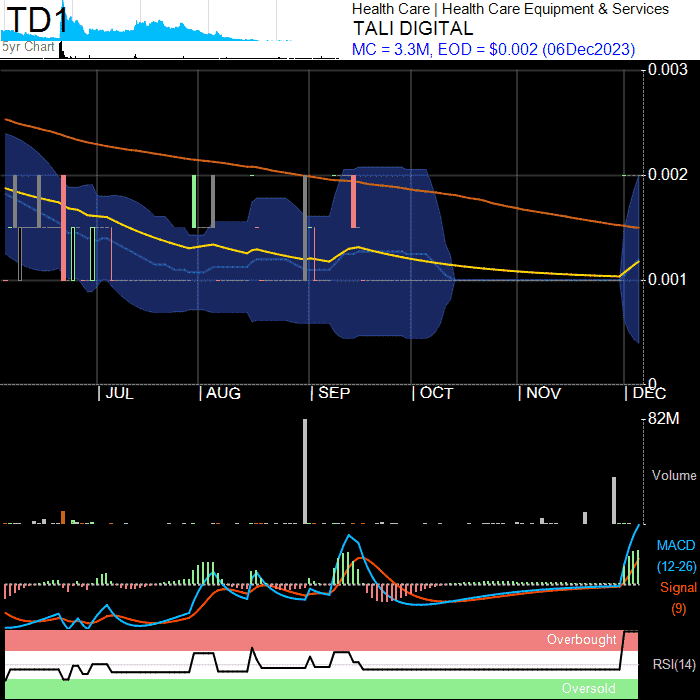 TD1
5yr Chart
Health Care | Health Care Equipment & Services
TALI DIGITAL
MC = 3.3M, EOD = $0.002 (06Dec2023)
0.003
0.002
0.001
0
| JUL | AUG | SEP | OCT | NOV | DEC
82M
Volume
MACD
(12-26)
Signal
(9)
Overbought
RSI(14)
Oversold